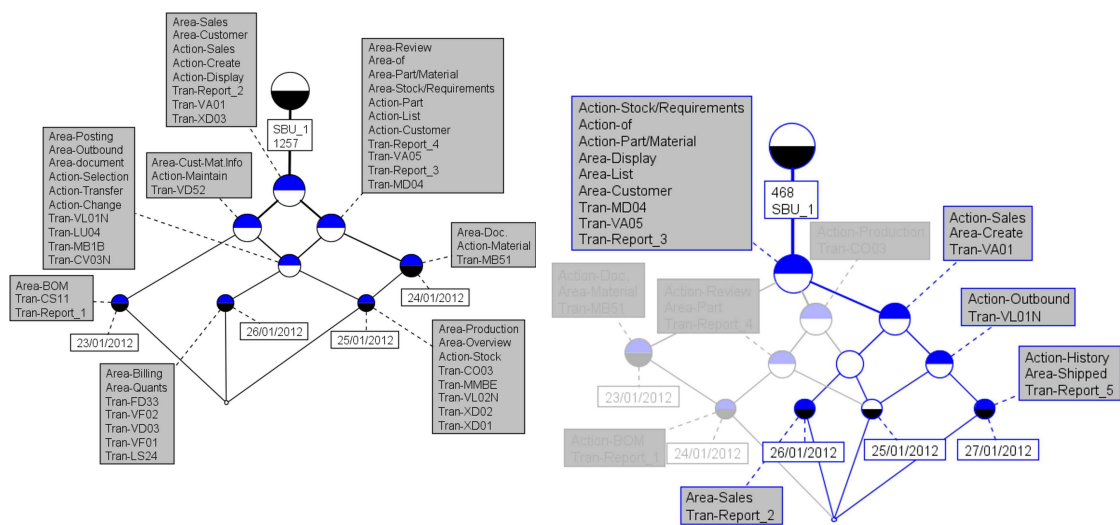 Area-Sales
Area-Customer
Action-Sales
Action-Create
Action-Display
Tran-Report_2
Tran-VA01
Tran-XD03
Area-Review
Area-of
Area-Part/Material
Area-Stock/Requirements
Action-Part
Action-List
Action-Customer
Tran-Report_4
Tran-VA05
Tran-Report_3
Tran-MD04
SBU_1
1257
Area-Posting
Area-Outbound
Area-document
Action-Selection
Action-Transfer
Action-Change
Tran-VL01N
Tran-LU04
Tran-MB1B
Tran-CV03N
Area-Cust-Mat.Info
Action-Maintain
Tran-VD52
Area-Doc.
Action-Material
Tran-MB51
24/01/2012
Area-BOM
Tran-CS11
Tran-Report_1
23/01/2012
26/01/2012
25/01/2012
Area-Billing
Area-Quants
Tran-FD33
Tran-VF02
Tran-VD03
Tran-VF01
Tran-LS24
Area-Production
Area-Overview
Action-Stock
Tran-CO03
Tran-MMBE
Tran-VL02N
Tran-XD02
Tran-XD01
Action-Stock/Requirements
Action-of
Action-Part/Material
Area-Display
Area-List
Area-Customer
Tran-MD04
Tran-VA05
Tran-Report_3
468
SBU_1
Action-Production
Tran-CO03
Action-Sales
Area-Create
Tran-VA01
Action-Doc.
Area-Material
Tran-MB51
Action-Review
Area-Part
Tran-Report_4
Action-Outbound
Tran-VL01N
Action-History
Area-Shipped
Tran-Report_5
23/01/2012
Action-BOM
Tran-Report_1
24/01/2012
26/01/2012
25/01/2012
27/01/2012
Area-Sales
Tran-Report_2